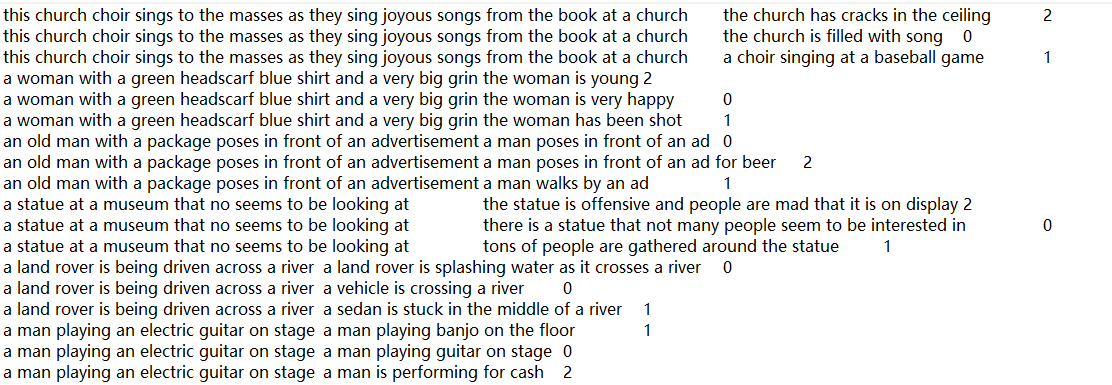 this church choir sings to the masses as they sing joyous songs from the book at a church	the church has cracks in the ceiling	2
this church choir sings to the masses as they sing joyous songs from the book at a church	the church is filled with song	0
this church choir sings to the masses as they sing joyous songs from the book at a church	a choir singing at a baseball game	1
a woman with a green headscarf blue shirt and a very big grin	the woman is young	2
a woman with a green headscarf blue shirt and a very big grin	the woman is very happy	0
a woman with a green headscarf blue shirt and a very big grin	the woman has been shot	1
an old man with a package poses in front of an advertisement	a man poses in front of an ad	0
an old man with a package poses in front of an advertisement	a man poses in front of an ad for beer	2
an old man with a package poses in front of an advertisement	a man walks by an ad	1
a statue at a museum that no seems to be looking at	the statue is offensive and people are mad that it is on display	2
a statue at a museum that no seems to be looking at	there is a statue that not many people seem to be interested in	0
a statue at a museum that no seems to be looking at	tons of people are gathered around the statue	1
a land rover is being driven across a river	a land rover is splashing water as it crosses a river	0
a land rover is being driven across a river	a vehicle is crossing a river	0
a land rover is being driven across a river	a sedan is stuck in the middle of a river	1
a man playing an electric guitar on stage	a man playing banjo on the floor	1
a man playing an electric guitar on stage	a man playing guitar on stage	0
a man playing an electric guitar on stage	a man is performing for cash	2